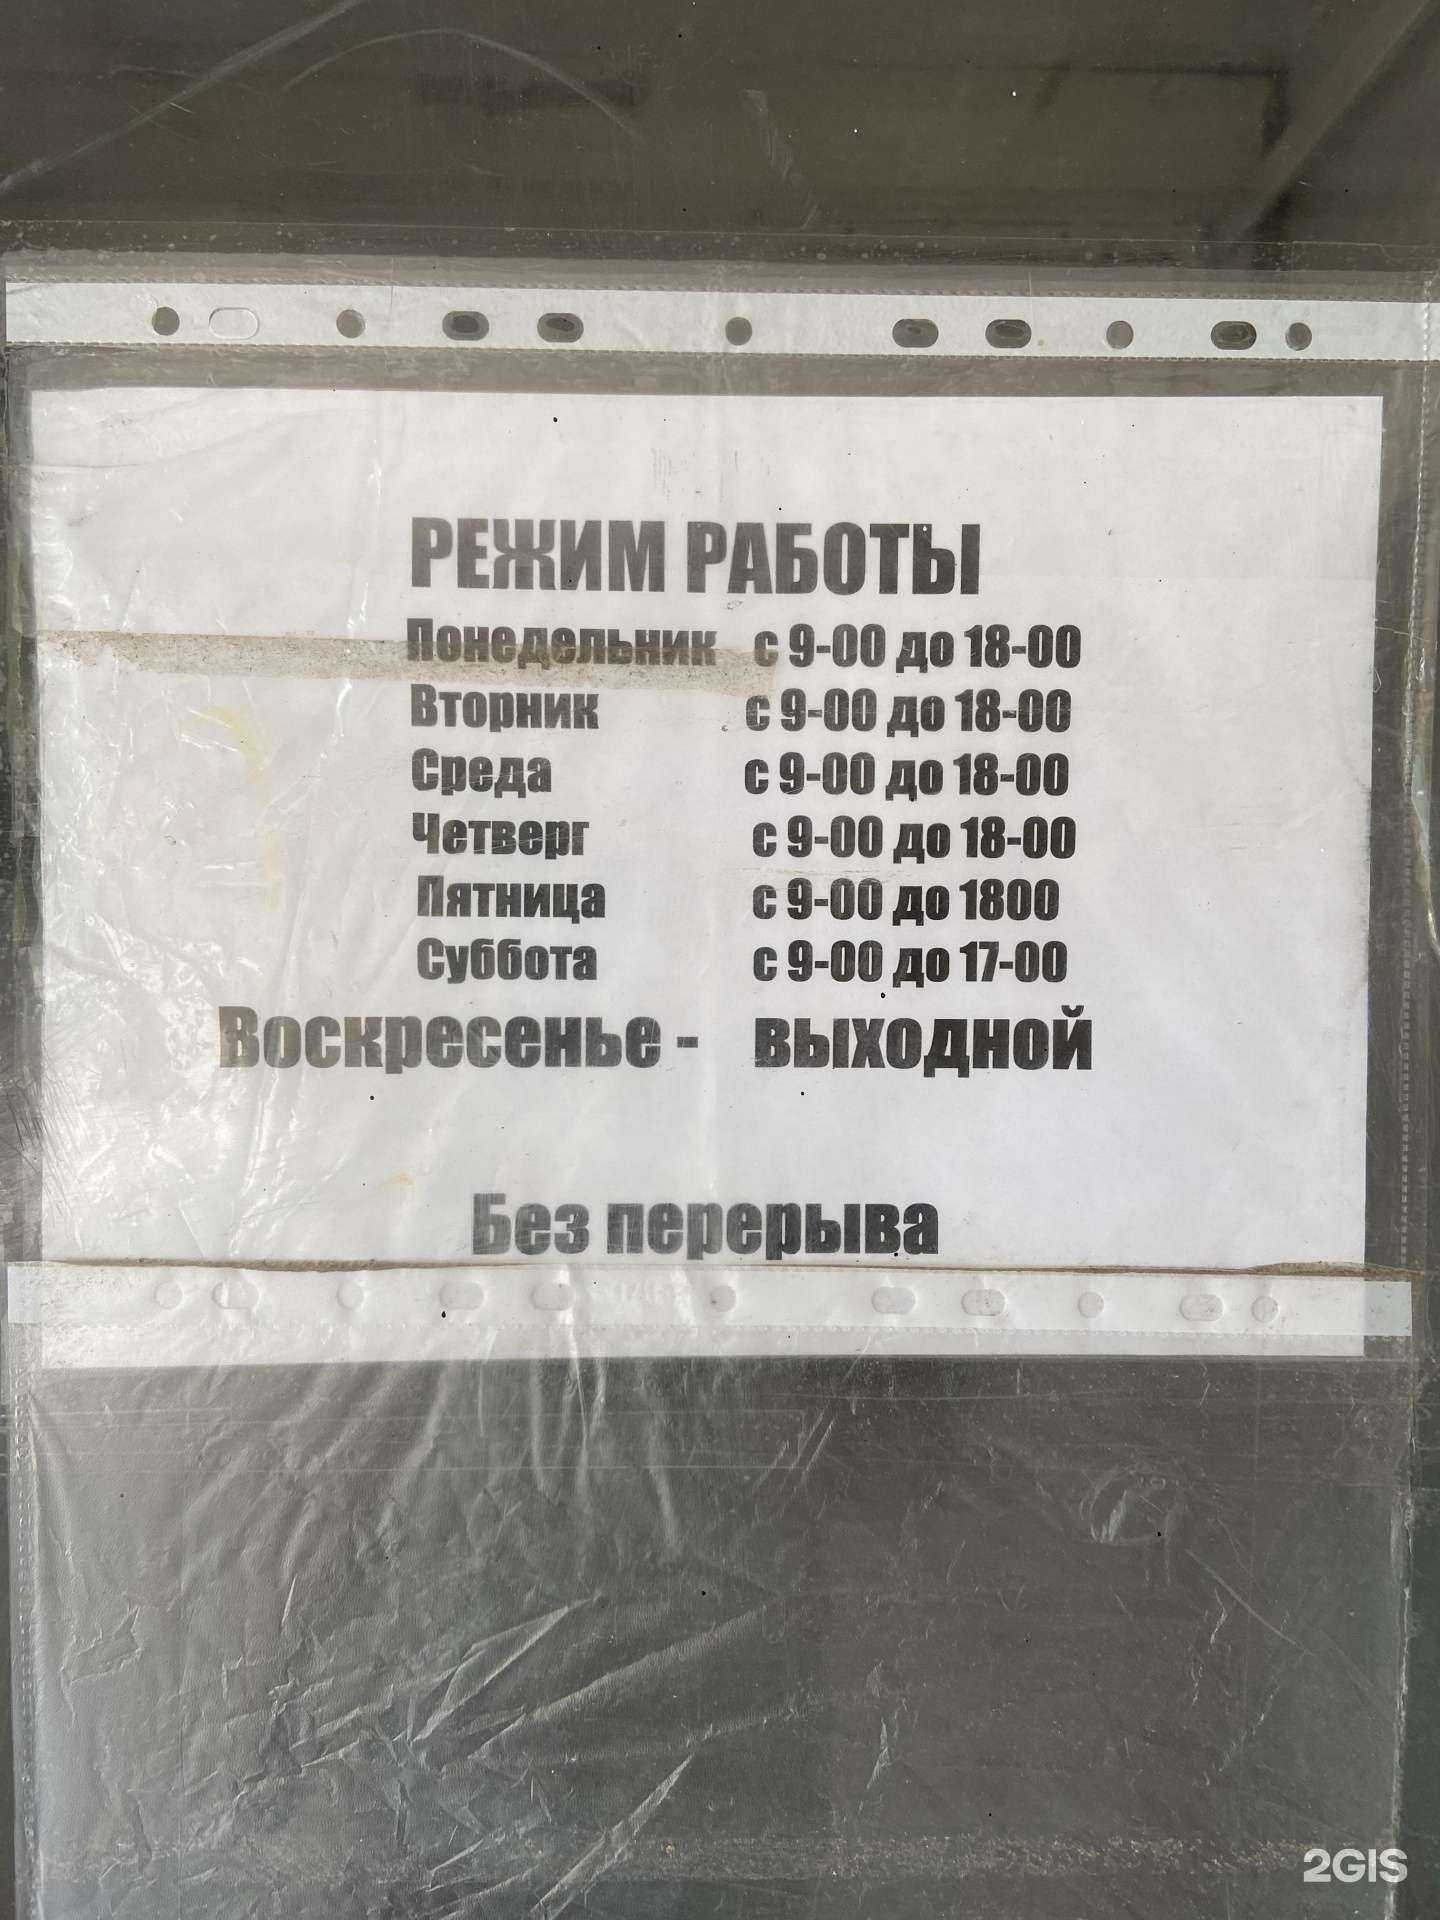 РЕЖИМ РАБОТЫ
Понедельник с 9-00 до 18-00
Вторник с 9-00 до 18-00
Среда с 9-00 до 18-00
Четверг с 9-00 до 18-00
Пятница с 9-00 до 1800
Суббота с 9-00 до 17-00
Воскресенье - выходной
Без перерыва
2GIS